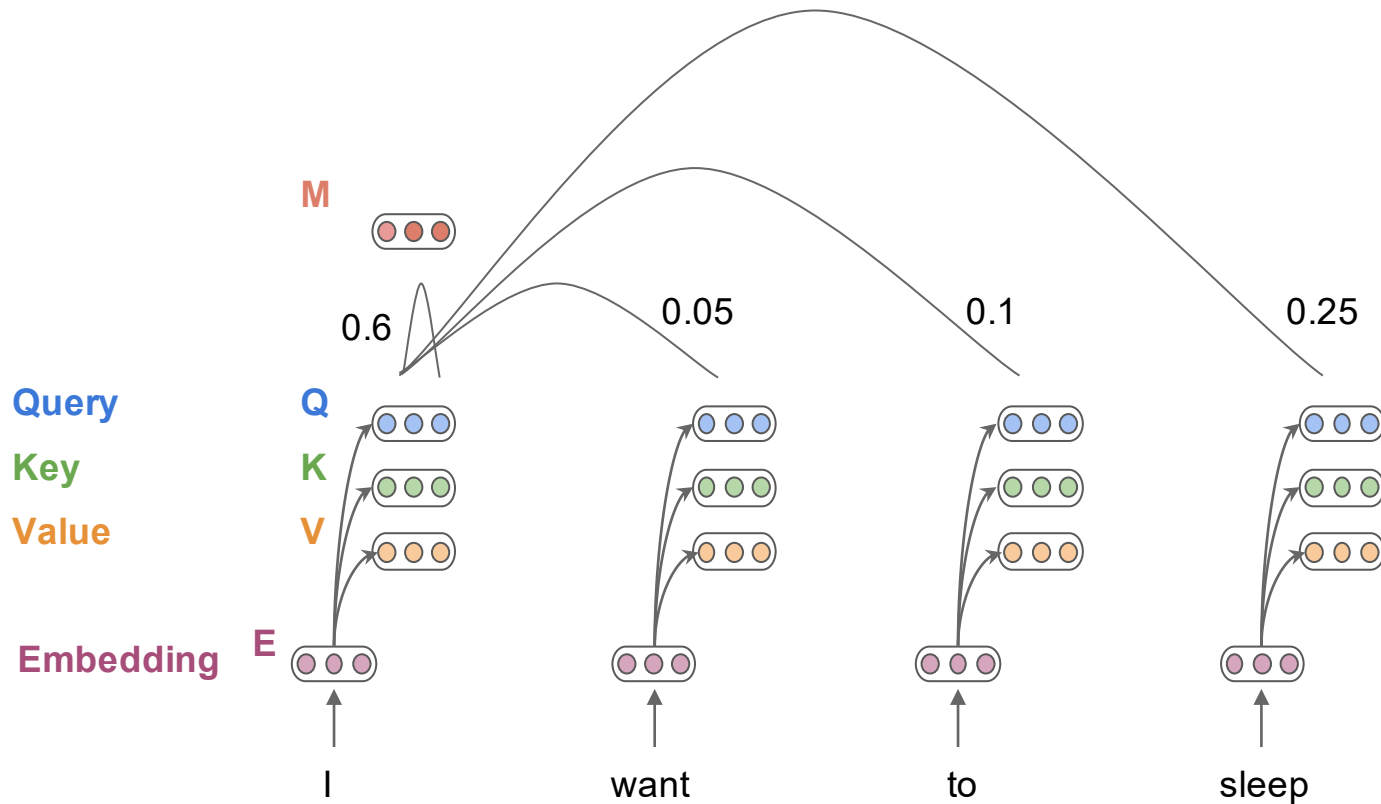 M
0.6
0.05
0.1
0.25
Query Q
Key K
Value V
Embedding E
I want to sleep